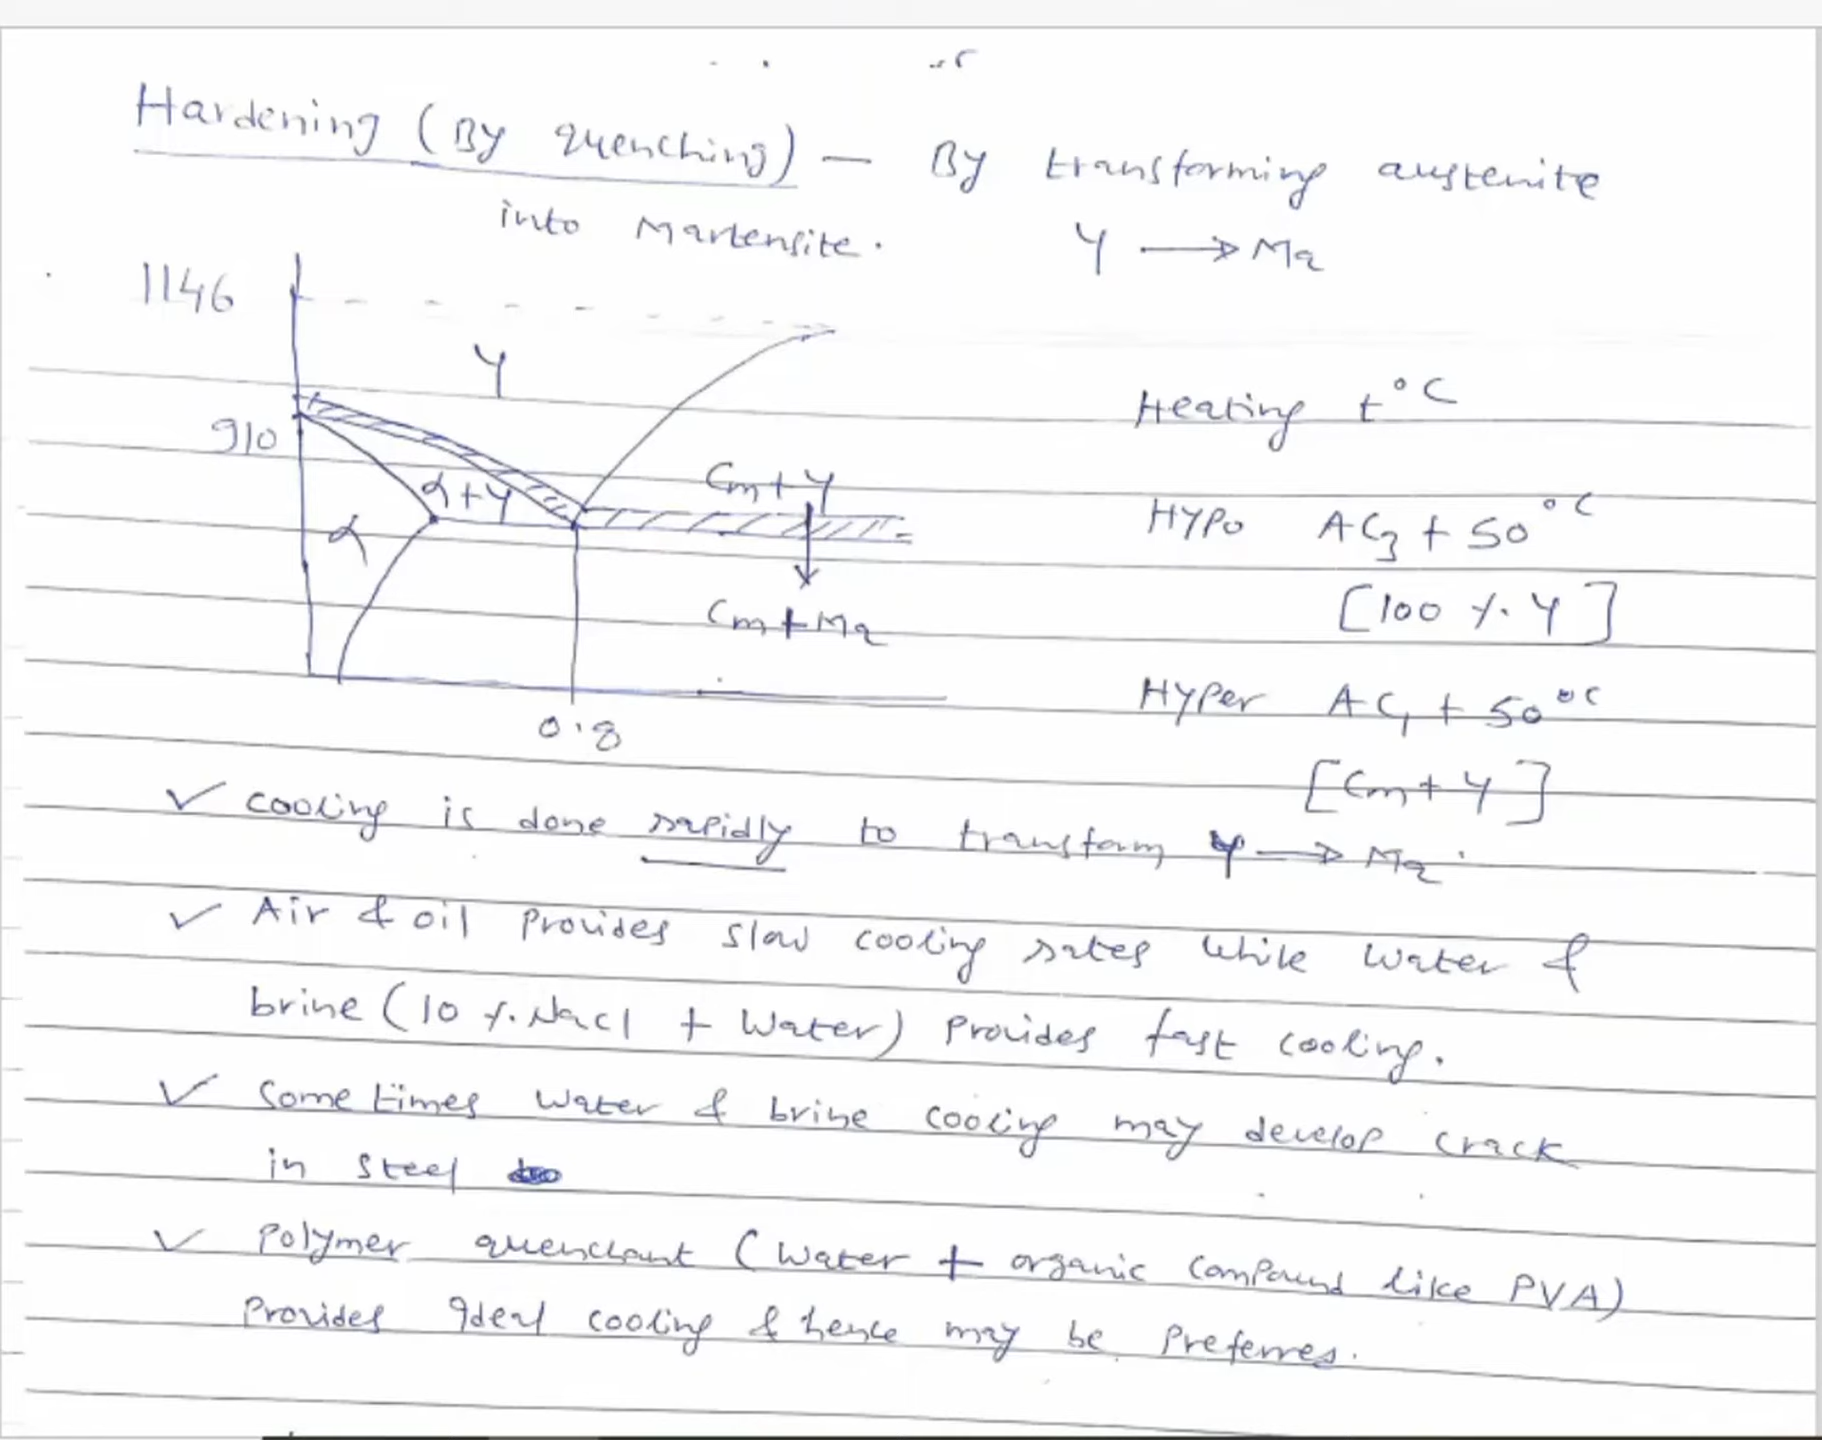 Hardening (By quenching) — By transforming austenite
into Martensite. γ → Ma
1146
γ
910
α+γ
α
Cm+γ
Cm+Ma
0.8
Heating t°C
Hypo AC3 + 50°C
[100 %. γ]
Hyper AC1 + 50°C
[Cm+γ]
✓ cooling is done rapidly to transform γ → Ma
✓ Air & oil Provides slow cooling rates while water &
brine (10 %. NaCl + Water) Provides fast cooling.
✓ Some times water & brine cooling may develop crack
in steel
✓ Polymer quenchant (Water + organic compound like PVA)
Provides Ideal cooling & hence may be Preferres.